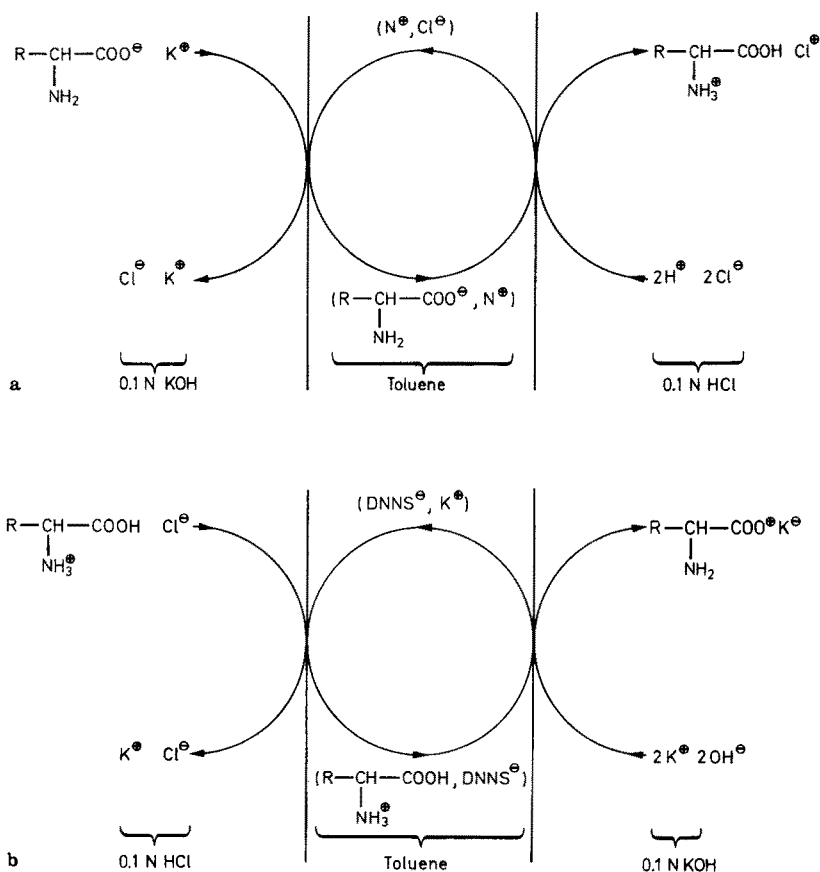 (N⊕, Cl⊖)
R—CH—COO⊖ K⊕
NH₂
R—CH—COOH Cl⊕
NH₃⊕
Cl⊖ K⊕
(R—CH—COO⊖, N⊕)
NH₂
2H⊕ 2Cl⊖
a
0.1 N KOH
Toluene
0.1 N HCl
(DNNS⊖, K⊕)
R—CH—COOH Cl⊖
NH₃⊕
R—CH—COO⊕K⊖
NH₂
K⊕ Cl⊖
(R—CH—COOH, DNNS⊖)
NH₃⊕
2K⊕ 2OH⊖
b
0.1 N HCl
Toluene
0.1 N KOH